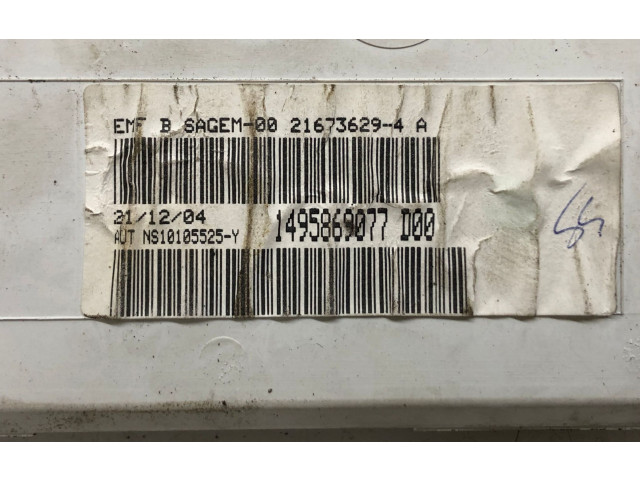 EMF B SAGEM-00 21673629-4 A
21/12/04
AUT NS10105525-Y
1495869077 D00